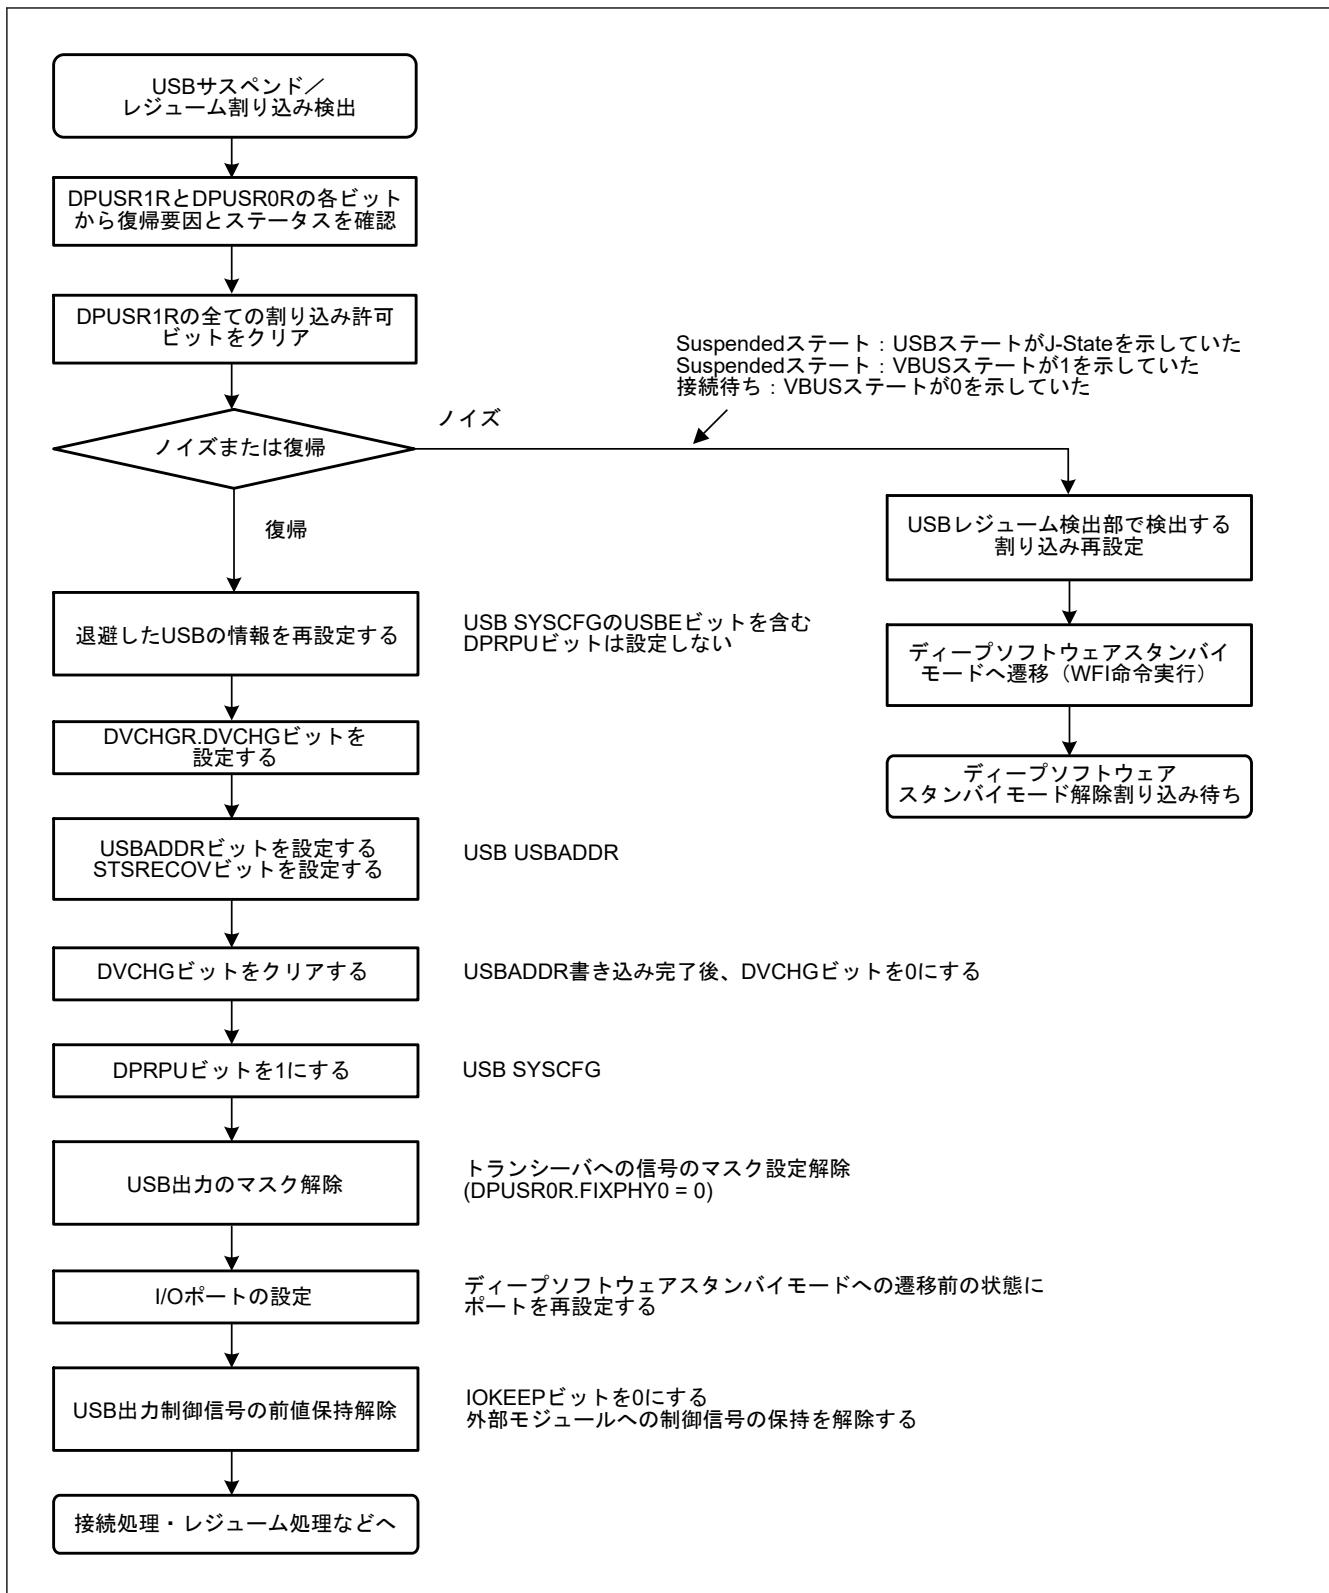 USBサスペンド／
レジューム割り込み検出
DPUSR1RとDPUSR0Rの各ビット
から復帰要因とステータスを確認
DPUSR1Rの全ての割り込み許可
ビットをクリア
Suspendedステート：USBステートがJ-Stateを示していた
Suspendedステート：VBUSステートが1を示していた
接続待ち：VBUSステートが0を示していた
ノイズ
ノイズまたは復帰
復帰
USBレジューム検出部で検出する
割り込み再設定
ディープソフトウェアスタンバイ
モードへ遷移（WFI命令実行）
ディープソフトウェア
スタンバイモード解除割り込み待ち
退避したUSBの情報を再設定する
USB SYSCFGのUSBEビットを含む
DPRPUビットは設定しない
DVCHGR.DVCHGビットを
設定する
USBADDRビットを設定する
STSRECOVビットを設定する
USB USBADDR
DVCHGビットをクリアする
USBADDR書き込み完了後、DVCHGビットを0にする
DPRPUビットを1にする
USB SYSCFG
USB出力のマスク解除
トランシーバへの信号のマスク設定解除
(DPUSR0R.FIXPHY0 = 0)
I/Oポートの設定
ディープソフトウェアスタンバイモードへの遷移前の状態に
ポートを再設定する
USB出力制御信号の前値保持解除
IOKEEPビットを0にする
外部モジュールへの制御信号の保持を解除する
接続処理・レジューム処理などへ